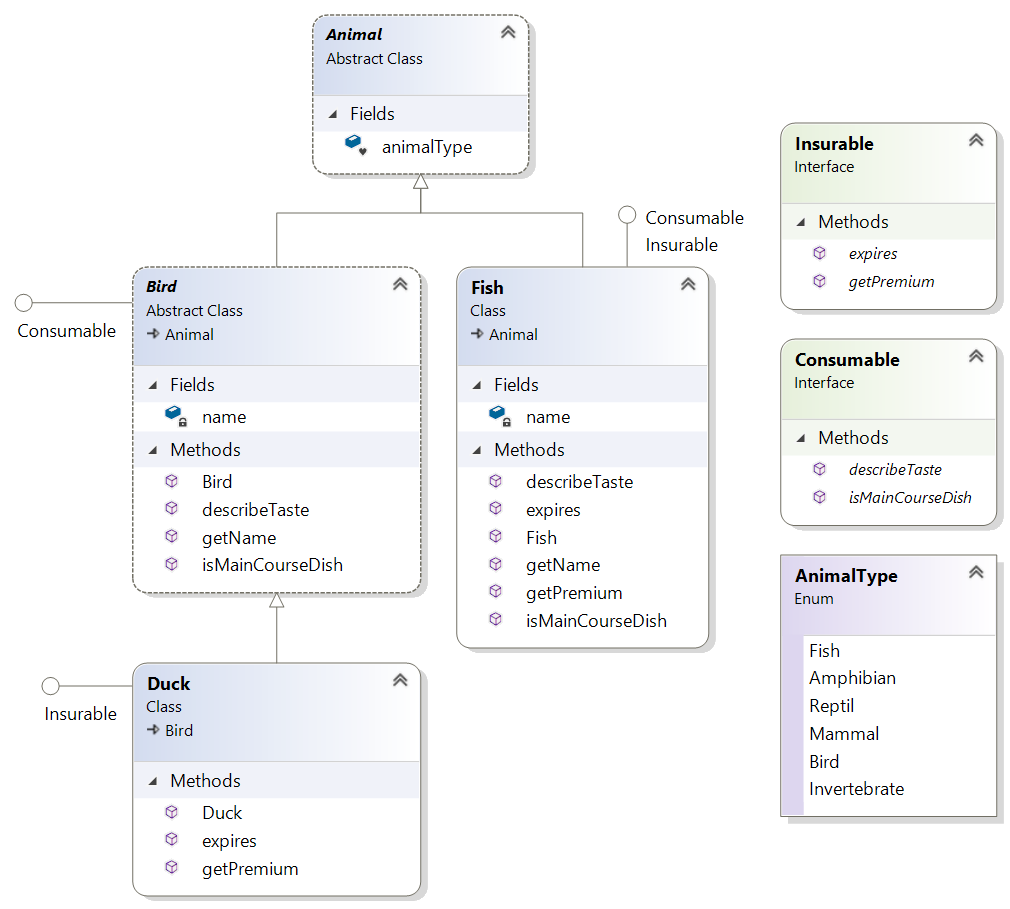 Animal
Abstract Class
Fields
animalType
Consumable
Insurable
Consumable
Bird
Abstract Class
Animal
Fields
name
Methods
Bird
describeTaste
getName
isMainCourseDish
Fish
Class
Animal
Fields
name
Methods
describeTaste
expires
Fish
getName
getPremium
isMainCourseDish
Insurable
Duck
Class
Bird
Methods
Duck
expires
getPremium
Insurable
Interface
Methods
expires
getPremium
Consumable
Interface
Methods
describeTaste
isMainCourseDish
AnimalType
Enum
Fish
Amphibian
Reptil
Mammal
Bird
Invertebrate